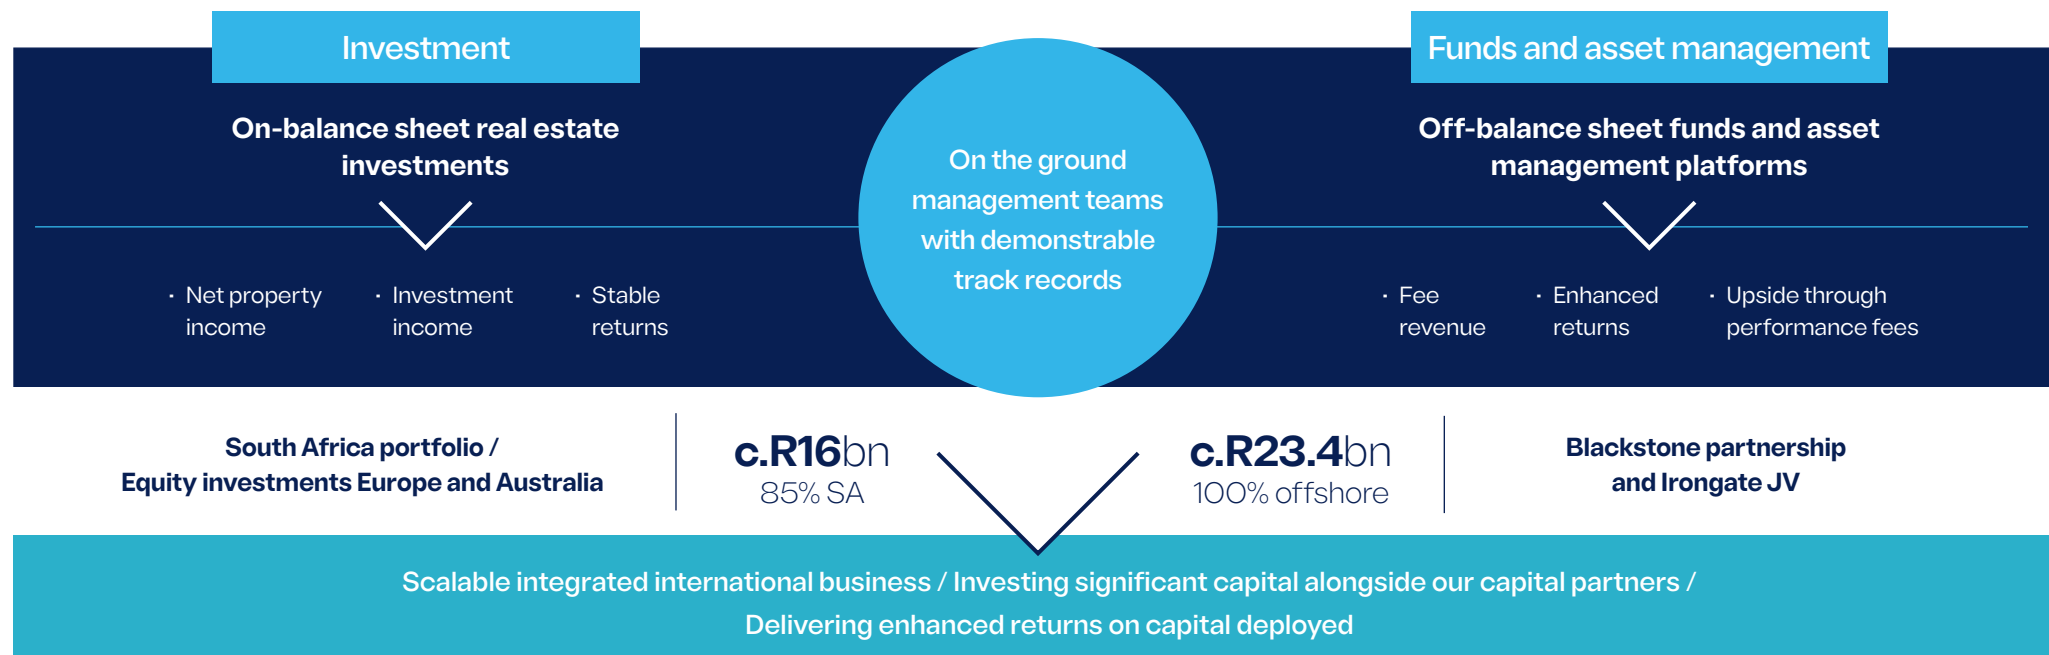 Investment
On-balance sheet real estate
investments
· Net property
income
· Investment
income
· Stable
returns
On the ground
management teams
with demonstrable
track records
Funds and asset management
Off-balance sheet funds and asset
management platforms
· Fee
revenue
· Enhanced
returns
· Upside through
performance fees
South Africa portfolio /
Equity investments Europe and Australia
c.R16bn
85% SA
c.R23.4bn
100% offshore
Blackstone partnership
and Irongate JV
Scalable integrated international business / Investing significant capital alongside our capital partners /
Delivering enhanced returns on capital deployed